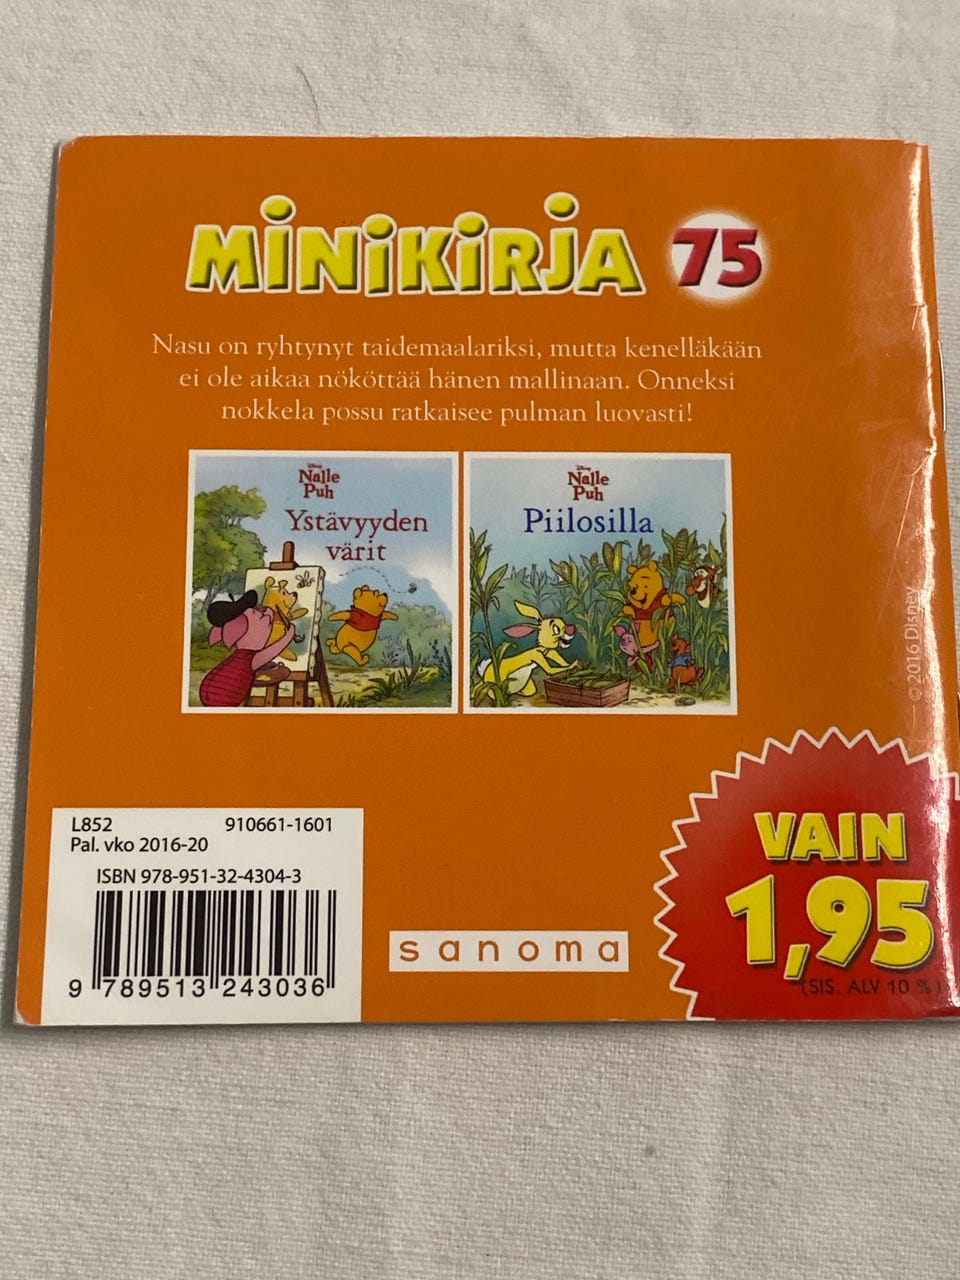 MINIKIRJA 75
Nasu on ryhtynyt taidemaalariksi, mutta kenelläkään
ei ole aikaa nököttää hänen mallinaan. Onneksi
nokkela possu ratkaisee pulman luovasti!
Disney
Nalle
Puh
Ystävyyden
värit
Disney
Nalle
Puh
Piilosilla
© 2016 Disney
L852 910661-1601
Pal. vko 2016-20
ISBN 978-951-32-4304-3
9 789513 243036
sanoma
VAIN
1,95
(SIS. ALV 10 %)